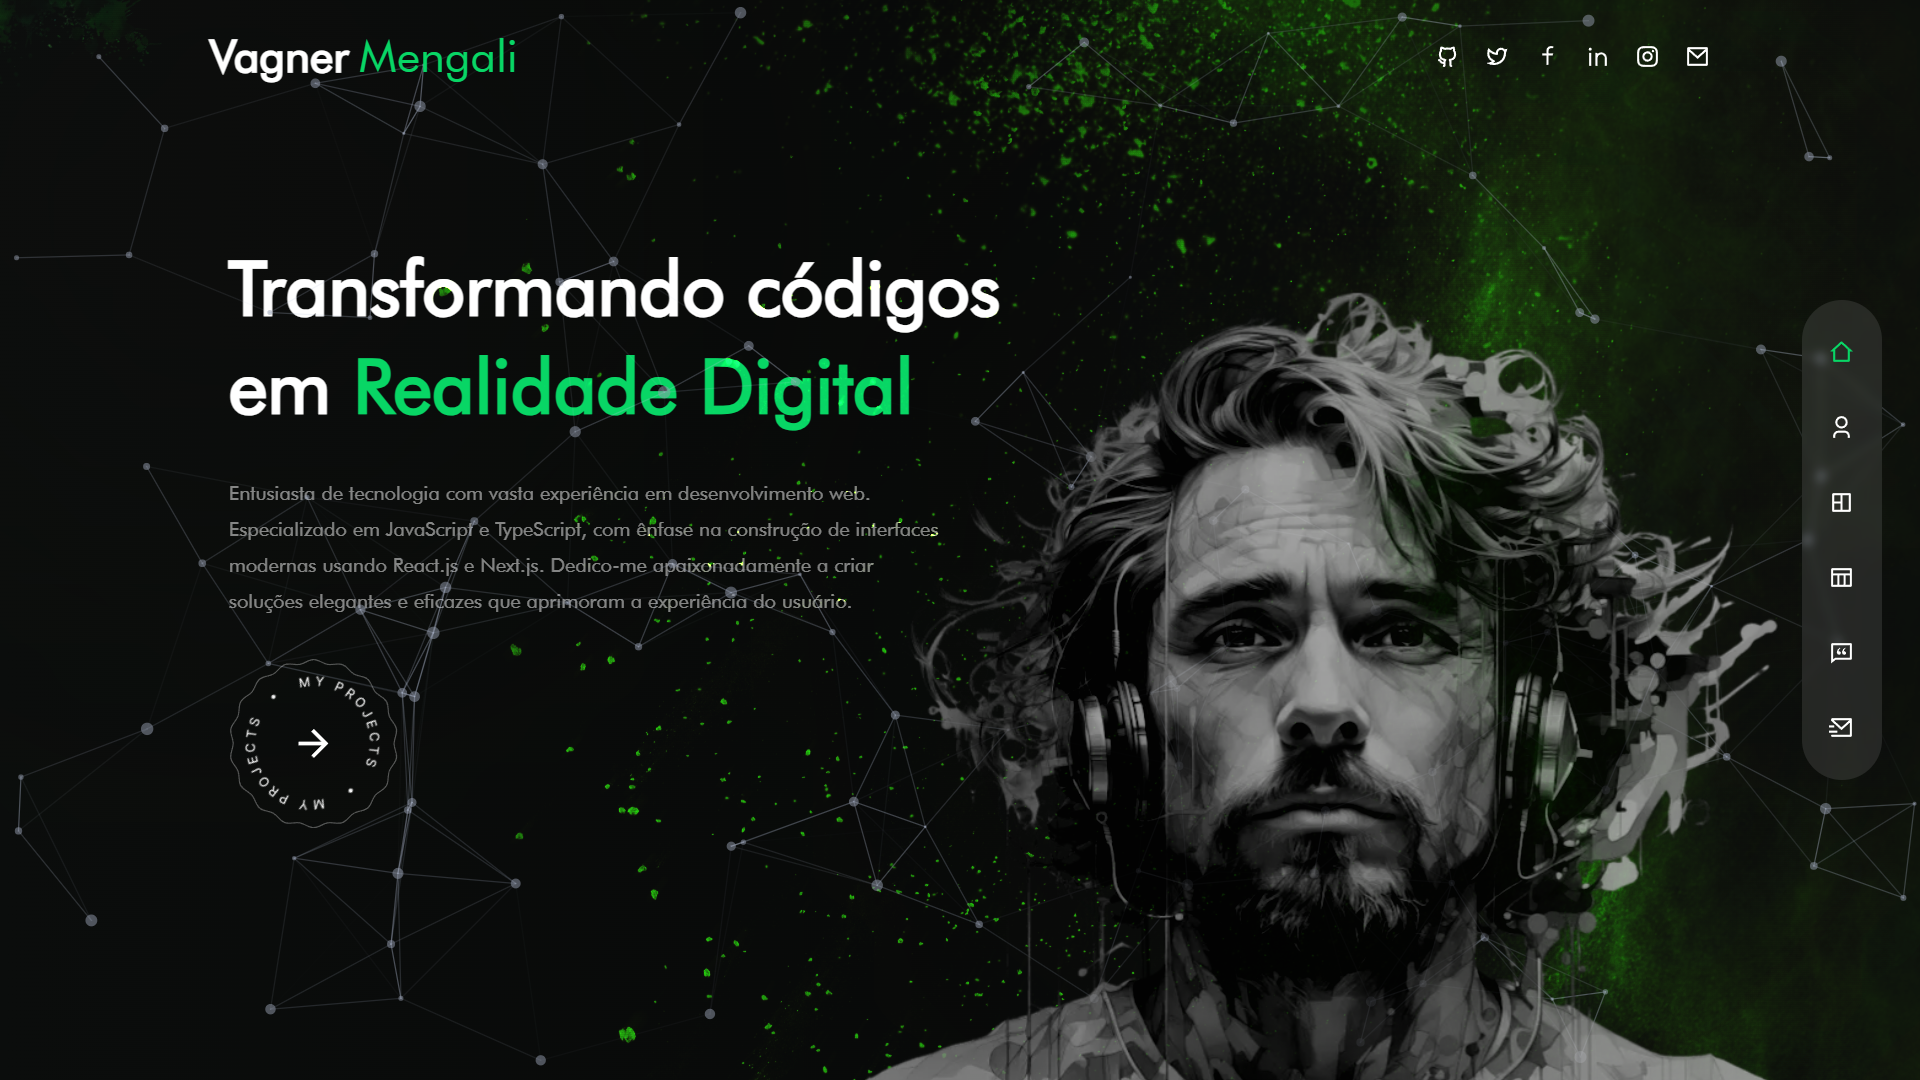 Vagner Mengali
Transformando códigos
em Realidade Digital
Entusiasta de tecnologia com vasta experiência em desenvolvimento web.
Especializado em JavaScript e TypeScript, com ênfase na construção de interfaces
modernas usando React.js e Next.js. Dedico-me apaixonadamente a criar
soluções elegantes e eficazes que aprimoram a experiência do usuário.
MY PROJECTS • MY PROJECTS •